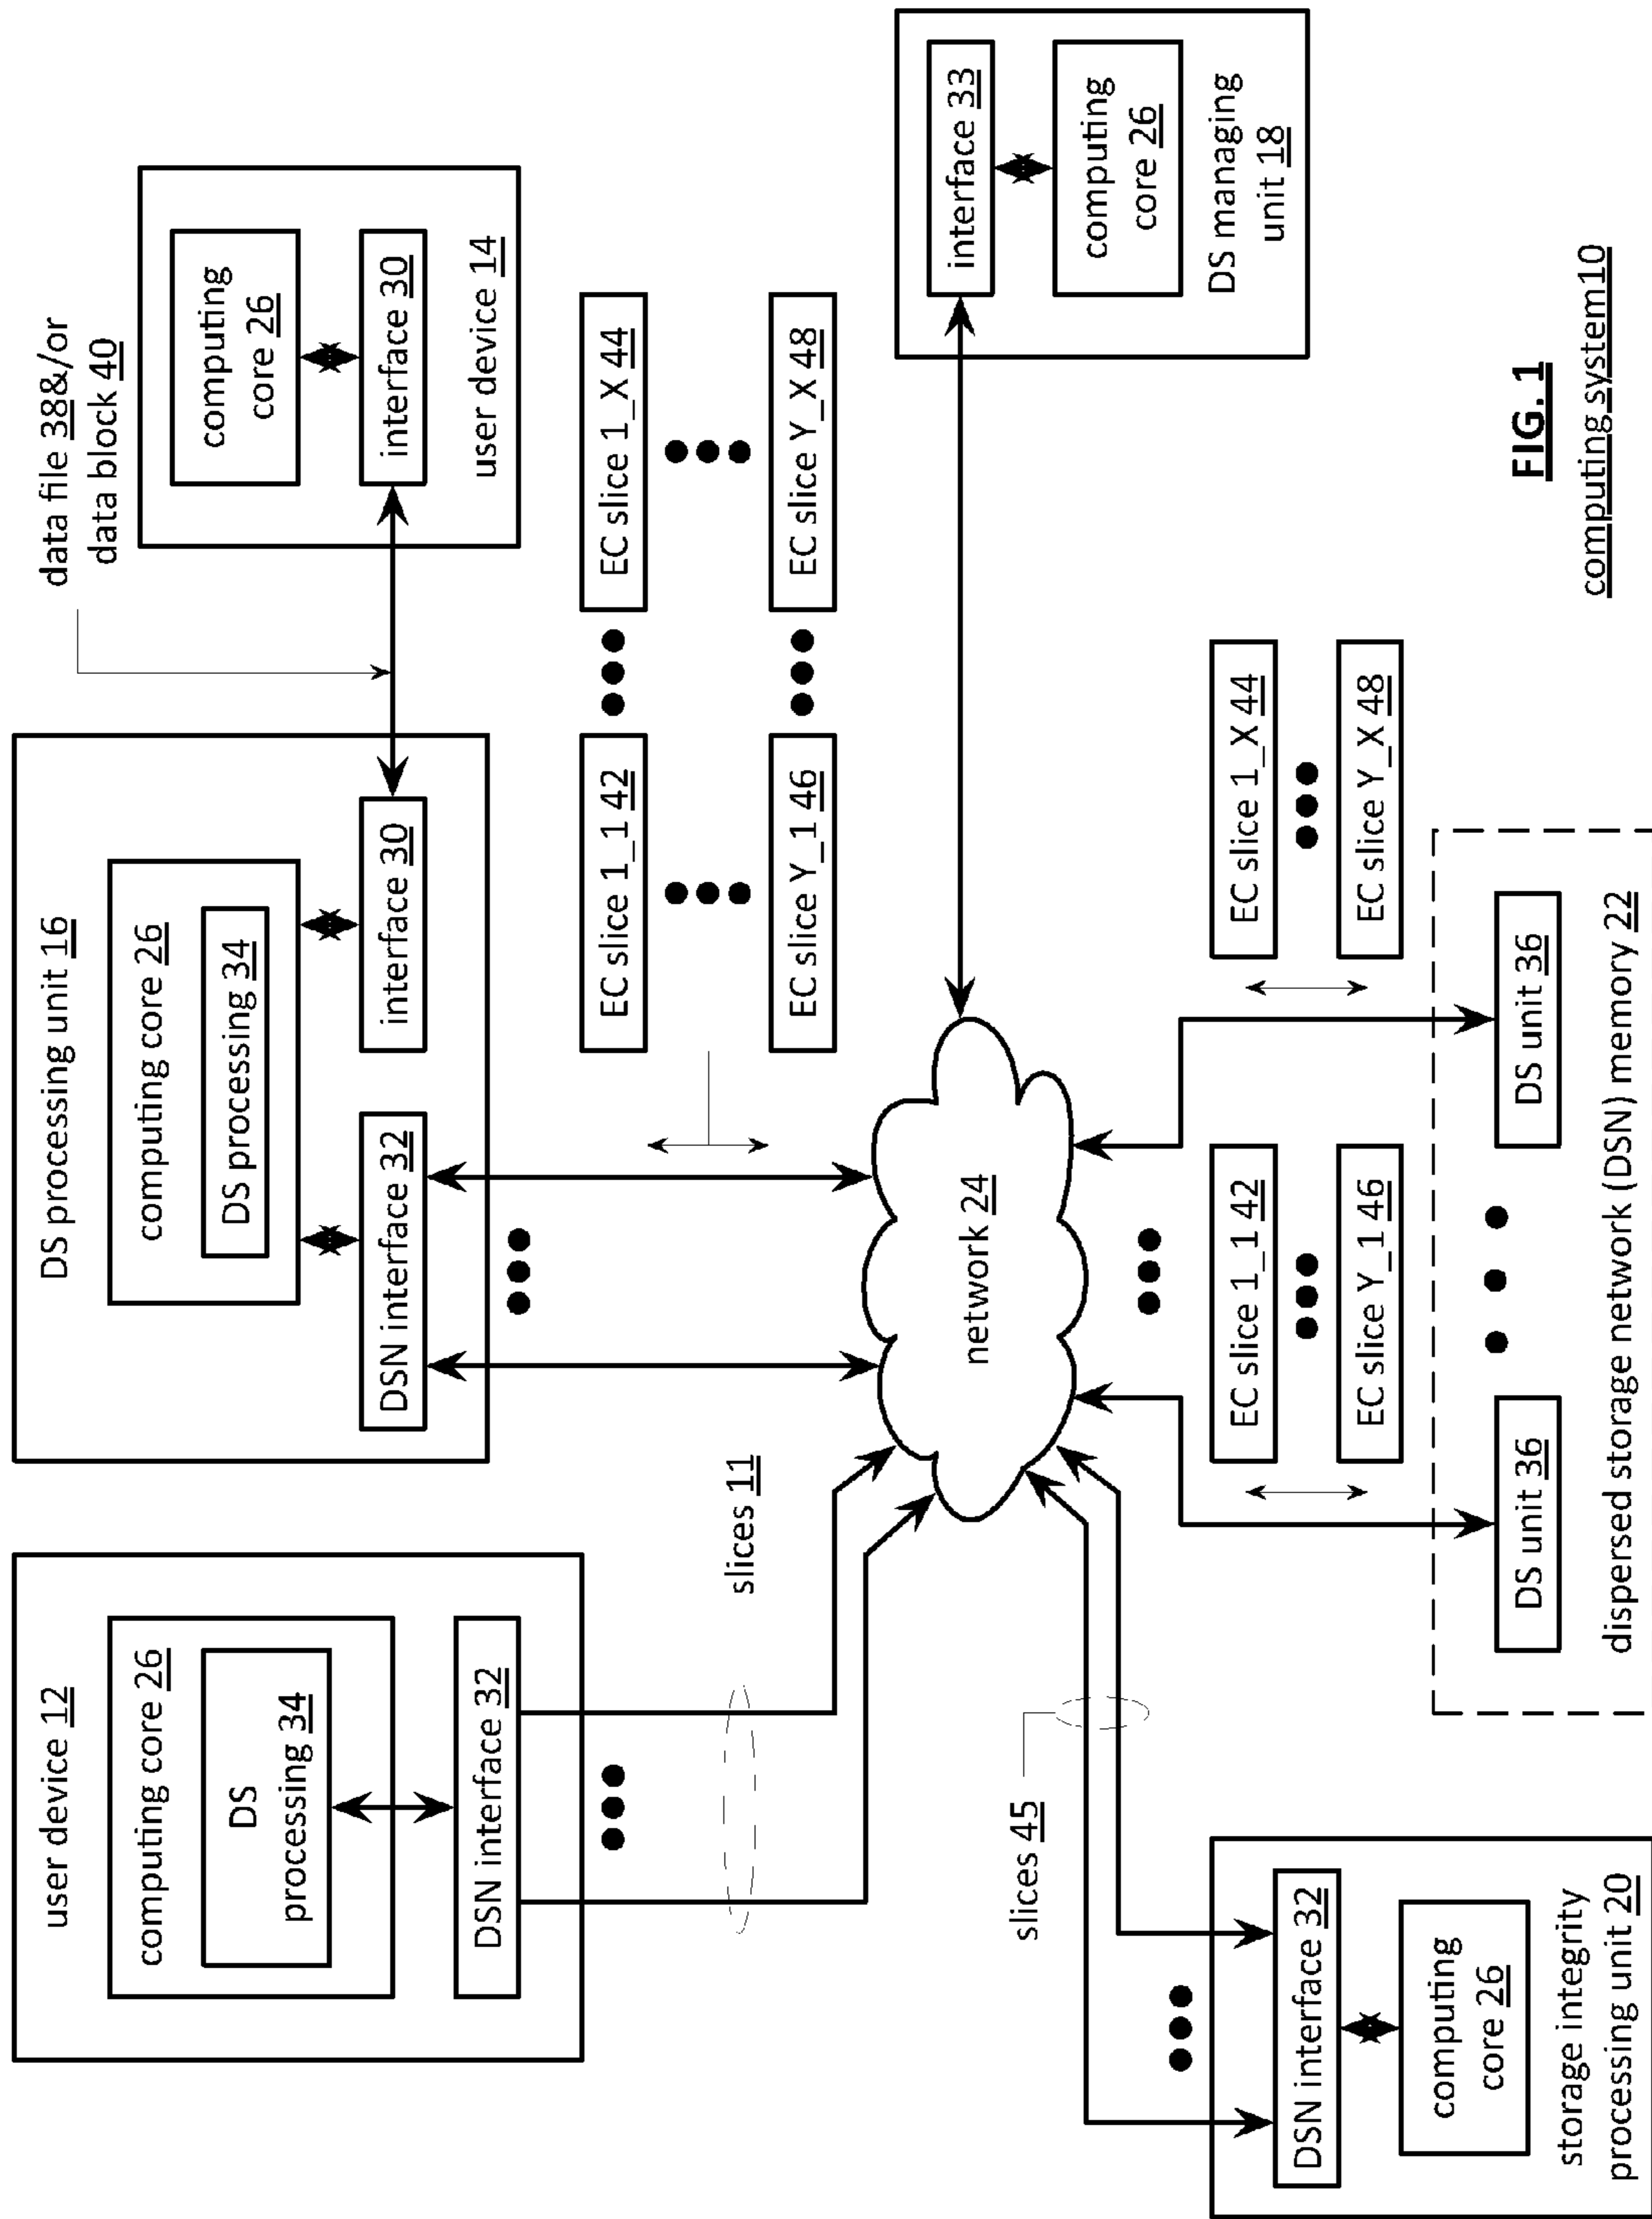 user device 12
computing core 26
DS
processing 34
DSN interface 32
DS processing unit 16
computing core 26
DS processing 34
DSN interface 32
interface 30
data file 38&/or
data block 40
computing
core 26
interface 30
user device 14
slices 11
EC slice 1_1 42
EC slice 1_X 44
EC slice Y_1 46
EC slice Y_X 48
network 24
interface 33
computing
core 26
DS managing
unit 18
slices 45
DSN interface 32
computing
core 26
storage integrity
processing unit 20
EC slice 1_1 42
EC slice Y_1 46
EC slice 1_X 44
EC slice Y_X 48
DS unit 36
DS unit 36
dispersed storage network (DSN) memory 22
FIG. 1
computing system10